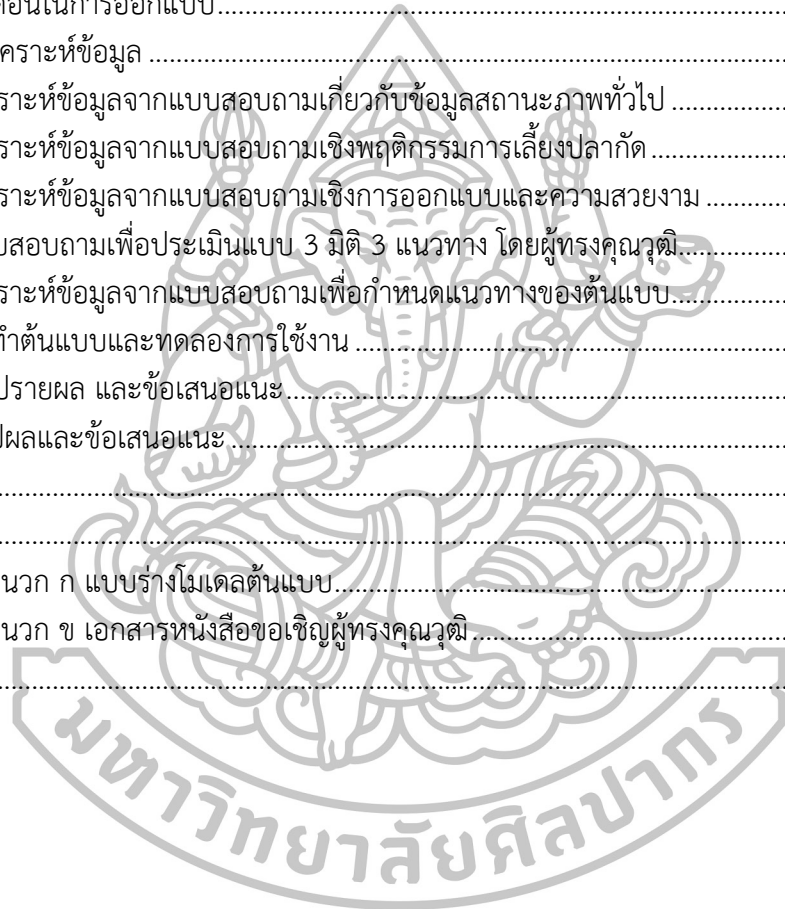 ตอนในการออกแบบ........................................
เคราะห์ข้อมูล........................................
ราะห์ข้อมูลจากแบบสอบถามเกี่ยวกับข้อมูลสถานะภาพทั่วไป ...............
ราะห์ข้อมูลจากแบบสอบถามเชิงพฤติกรรมการเลี้ยงปลากัด...............
ราะห์ข้อมูลจากแบบสอบถามเชิงการออกแบบและความสวยงาม ...............
บสอบถามเพื่อประเมินแบบ 3 มิติ 3 แนวทาง โดยผู้ทรงคุณวุฒิ...............
ราะห์ข้อมูลจากแบบสอบถามเพื่อกำหนดแนวทางของต้นแบบ...............
ทำต้นแบบและทดลองการใช้งาน ...............
ปรายผล และข้อเสนอแนะ...............
ปผลและข้อเสนอแนะ ...............
........................................
........................................
นวก ก แบบร่างโมเดลต้นแบบ...............
นวก ข เอกสารหนังสือขอเชิญผู้ทรงคุณวุฒิ...............
........................................
มหาวิทยาลัยศิลปากร